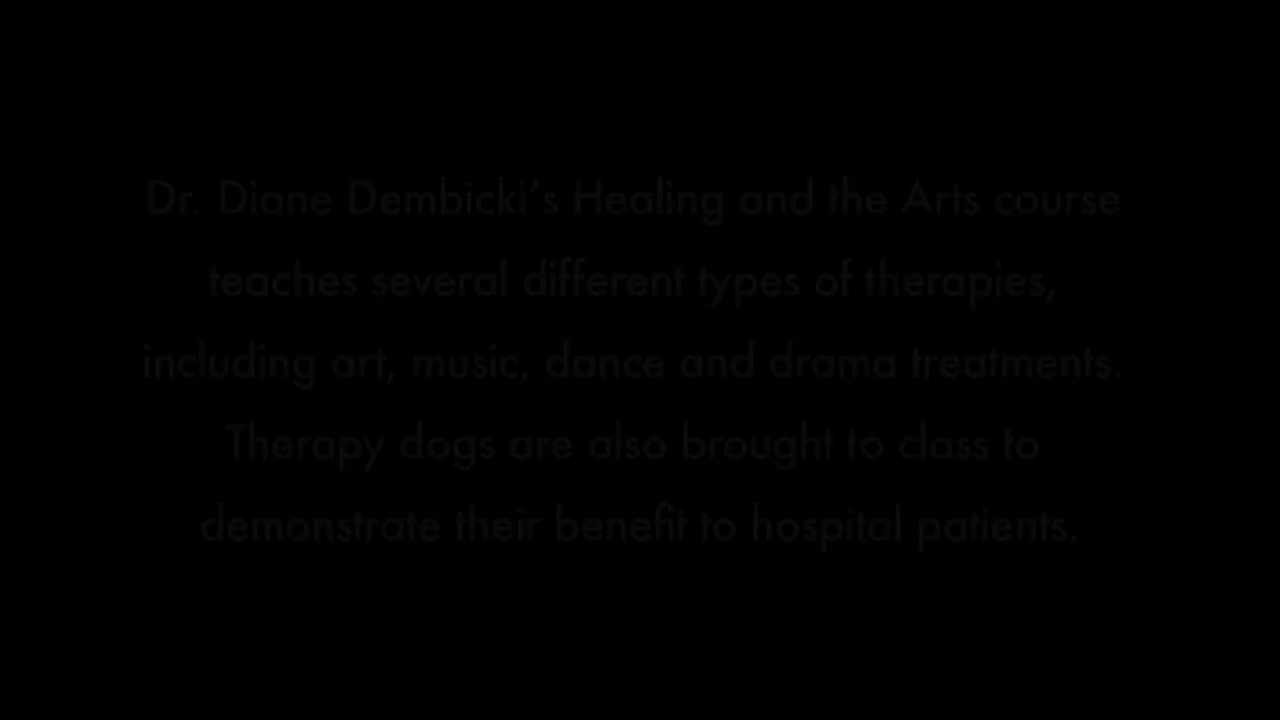 Dr. Diane Dembicki’s Healing and the Arts course
teaches several different types of therapies,
including art, music, dance and drama treatments.
Therapy dogs are also brought to class to
demonstrate their benefit to hospital patients.